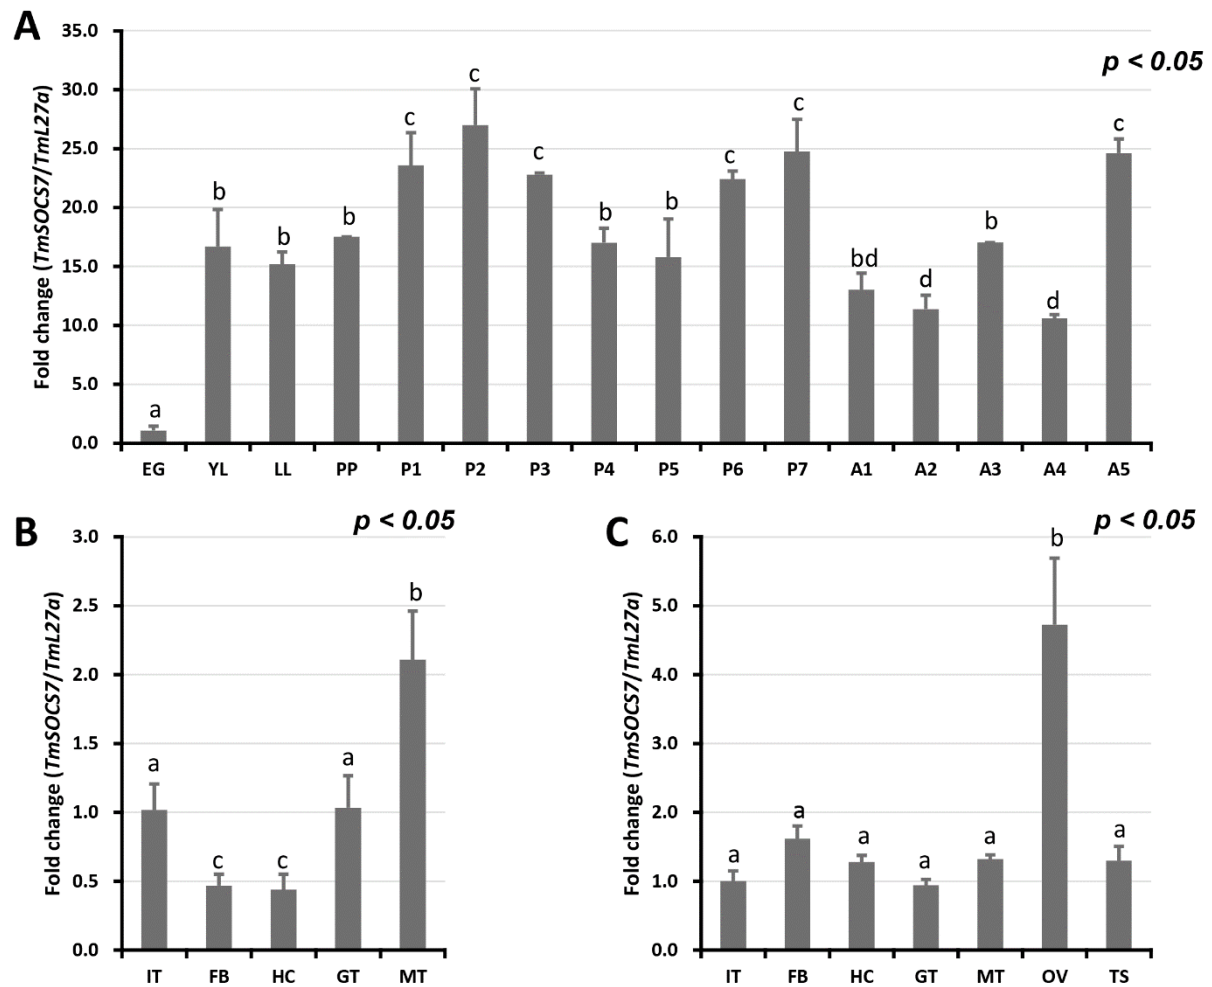 A
p < 0.05
Fold change (TmSOCS7/TmL27a)
35.0
30.0
25.0
20.0
15.0
10.0
5.0
0.0
a b b b c c c b b c c bd d b d c
EG YL LL PP P1 P2 P3 P4 P5 P6 P7 A1 A2 A3 A4 A5
B
p < 0.05
Fold change (TmSOCS7/TmL27a)
3.0
2.5
2.0
1.5
1.0
0.5
0.0
a c c a b
IT FB HC GT MT
C
p < 0.05
Fold change (TmSOCS7/TmL27a)
6.0
5.0
4.0
3.0
2.0
1.0
0.0
a a a a a b a
IT FB HC GT MT OV TS